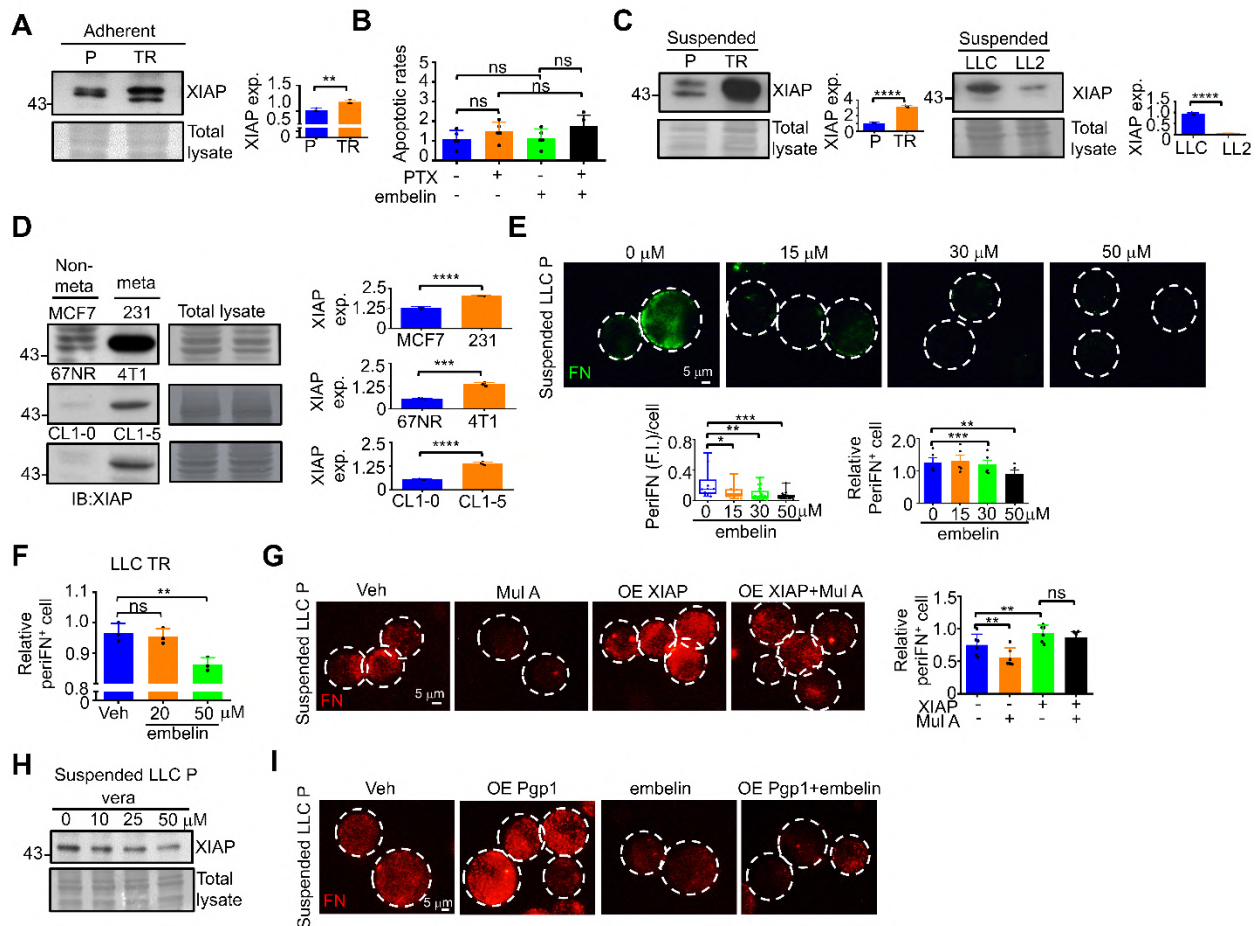 A
Adherent
P TR
XIAP
43
Total
lysate
XIAP exp.
1.5
1.0
0.5
0
**
P TR
B
Apoptotic rates
4
3
2
1
0
ns
ns
ns
ns
PTX - + - +
embelin - - + +
C
Suspended
P TR
XIAP
43
Total
lysate
XIAP exp.
4
2
0
****
P TR
Suspended
LLC LL2
XIAP
43
Total
lysate
XIAP exp.
1.5
1.0
0.5
0
****
LLC LL2
D
Non-
meta meta
MCF7 231
Total lysate
43
67NR 4T1
43
CL1-0 CL1-5
43
IB:XIAP
XIAP
exp.
2.5
1.25
0
****
MCF7 231
XIAP
exp.
2.5
1.25
0
***
67NR 4T1
XIAP
exp.
2.5
1.25
0
****
CL1-0 CL1-5
E
0 μM 15 μM 30 μM 50 μM
Suspended LLC P
FN
5 μm
PeriFN (F.I.)/cell
0.8
0.4
0
***
**
*
0 15 30 50 μM
embelin
Relative
PeriFN⁺ cell
2.0
1.5
1.0
0.5
0
**
***
0 15 30 50 μM
embelin
F
LLC TR
Relative
periFN⁺ cell
1.1
1.0
0.9
0.8
0
**
ns
Veh 20 50 μM
embelin
G
Veh Mul A OE XIAP OE XIAP+Mul A
Suspended LLC P
FN
5 μm
Relative
periFN⁺ cell
1.5
1.0
0.5
0
ns
**
**
XIAP - - + +
Mul A - + - +
H
Suspended LLC P
vera
0 10 25 50 μM
XIAP
43
Total
lysate
I
Veh OE Pgp1 embelin OE Pgp1+embelin
Suspended LLC P
FN
5 μm